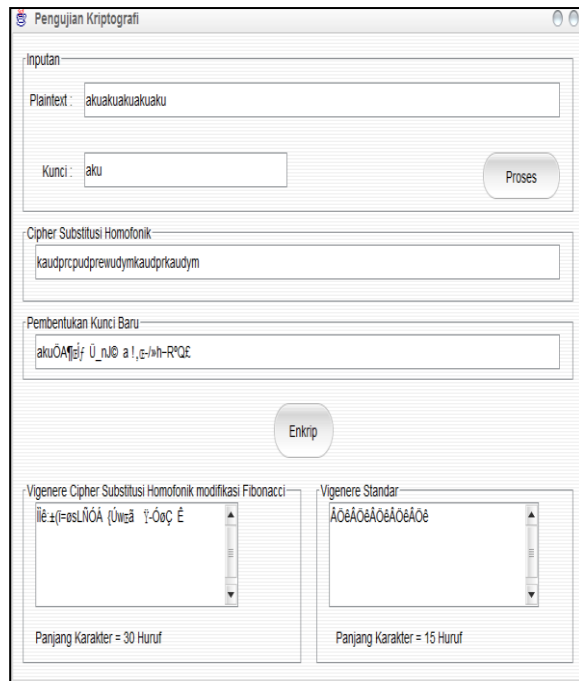 Pengujian Kriptografi
Inputan
Plaintext : akuakuakuakuaku
Kunci : aku
Proses
Cipher Substitusi Homofonik
kaudprcpudprewudymkaudprkaudym
Pembentukan Kunci Baru
Enkrip
Vigenere Cipher Substitusi Homofonik modifikasi Fibonacci
Panjang Karakter = 30 Huruf
Vigenere Standar
ÂÖêÂÖêÂÖêÂÖêÂÖê
Panjang Karakter = 15 Huruf